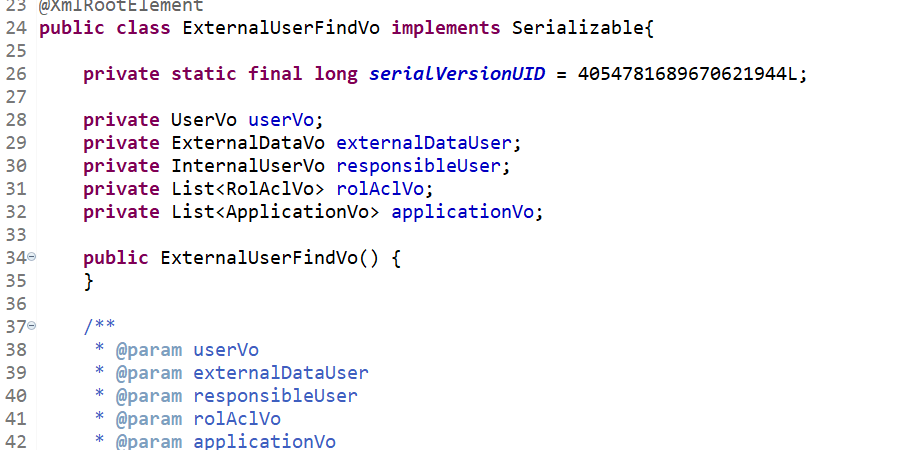 23 @XmlRootElement
24 public class ExternalUserFindVo implements Serializable{
25
26     private static final long serialVersionUID = 4054781689670621944L;
27
28     private UserVo userVo;
29     private ExternalDataVo externalDataUser;
30     private InternalUserVo responsibleUser;
31     private List<RolAclVo> rolAclVo;
32     private List<ApplicationVo> applicationVo;
33
34     public ExternalUserFindVo() {
35     }
36
37     /**
38      * @param userVo
39      * @param externalDataUser
40      * @param responsibleUser
41      * @param rolAclVo
42      * @param applicationVo